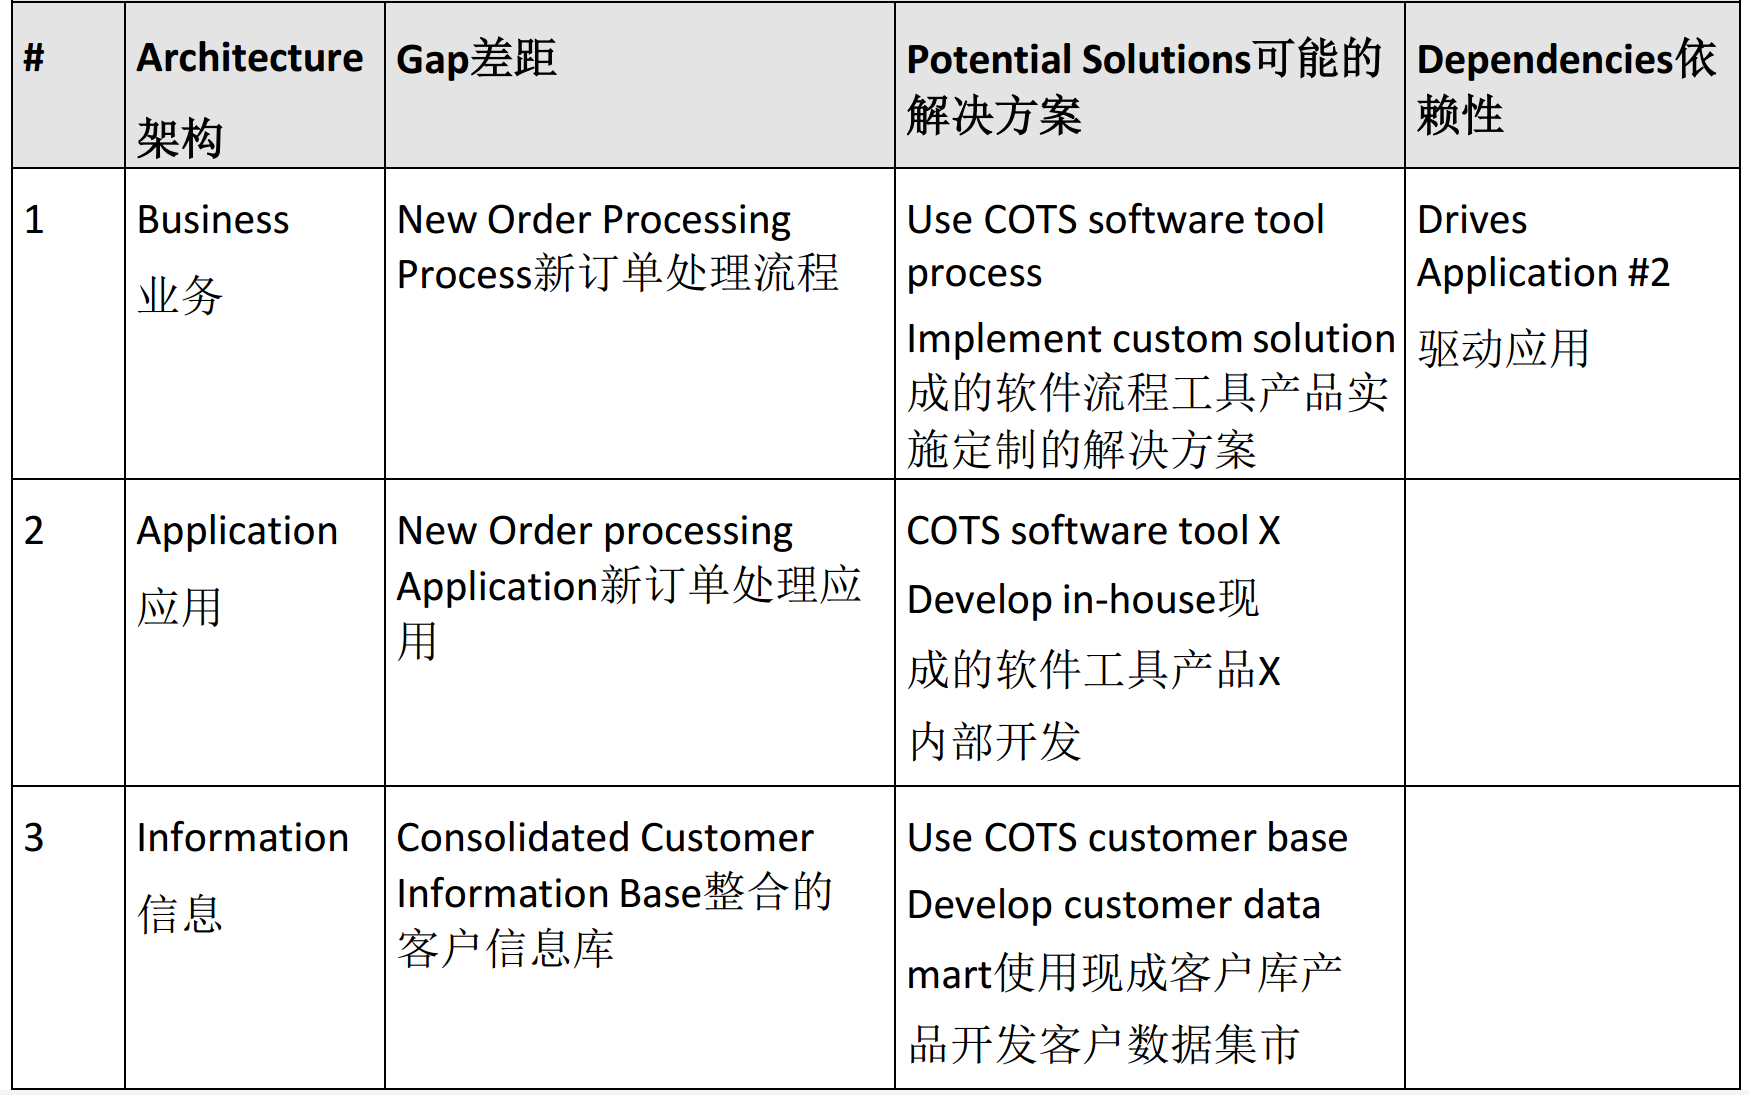 #
Architecture
架构
Gap差距
Potential Solutions可能的
解决方案
Dependencies依
赖性
1
Business
业务
New Order Processing
Process新订单处理流程
Use COTS software tool
process
Implement custom solution
成的软件流程工具产品实
施定制的解决方案
Drives
Application #2
驱动应用
2
Application
应用
New Order processing
Application新订单处理应
用
COTS software tool X
Develop in-house现
成的软件工具产品X
内部开发
3
Information
信息
Consolidated Customer
Information Base整合的
客户信息库
Use COTS customer base
Develop customer data
mart使用现成客户库产
品开发客户数据集市